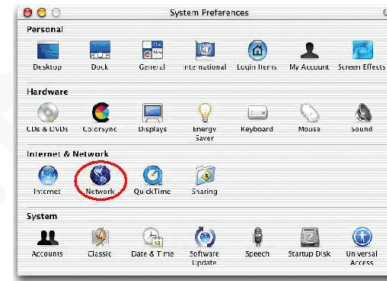 System Preferences
Personal
Desktop Dock General International Login Items My Account Screen Effects
Hardware
CDs & DVDs ColorSync Displays Energy Saver Keyboard Mouse Sound
Internet & Network
Internet Network QuickTime Sharing
System
Accounts Classic Date & Time Software Update Speech Startup Disk Universal Access